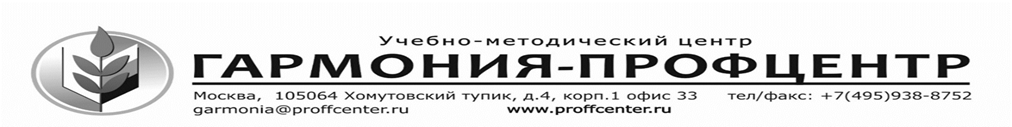 Учебно-методический центр
ГАРМОНИЯ-ПРОФЦЕНТР
Москва, 105064 Хомутовский тупик, д.4, корп.1 офис 33 тел/факс: +7(495)938-8752
garmonia@proffcenter.ru www.proffcenter.ru